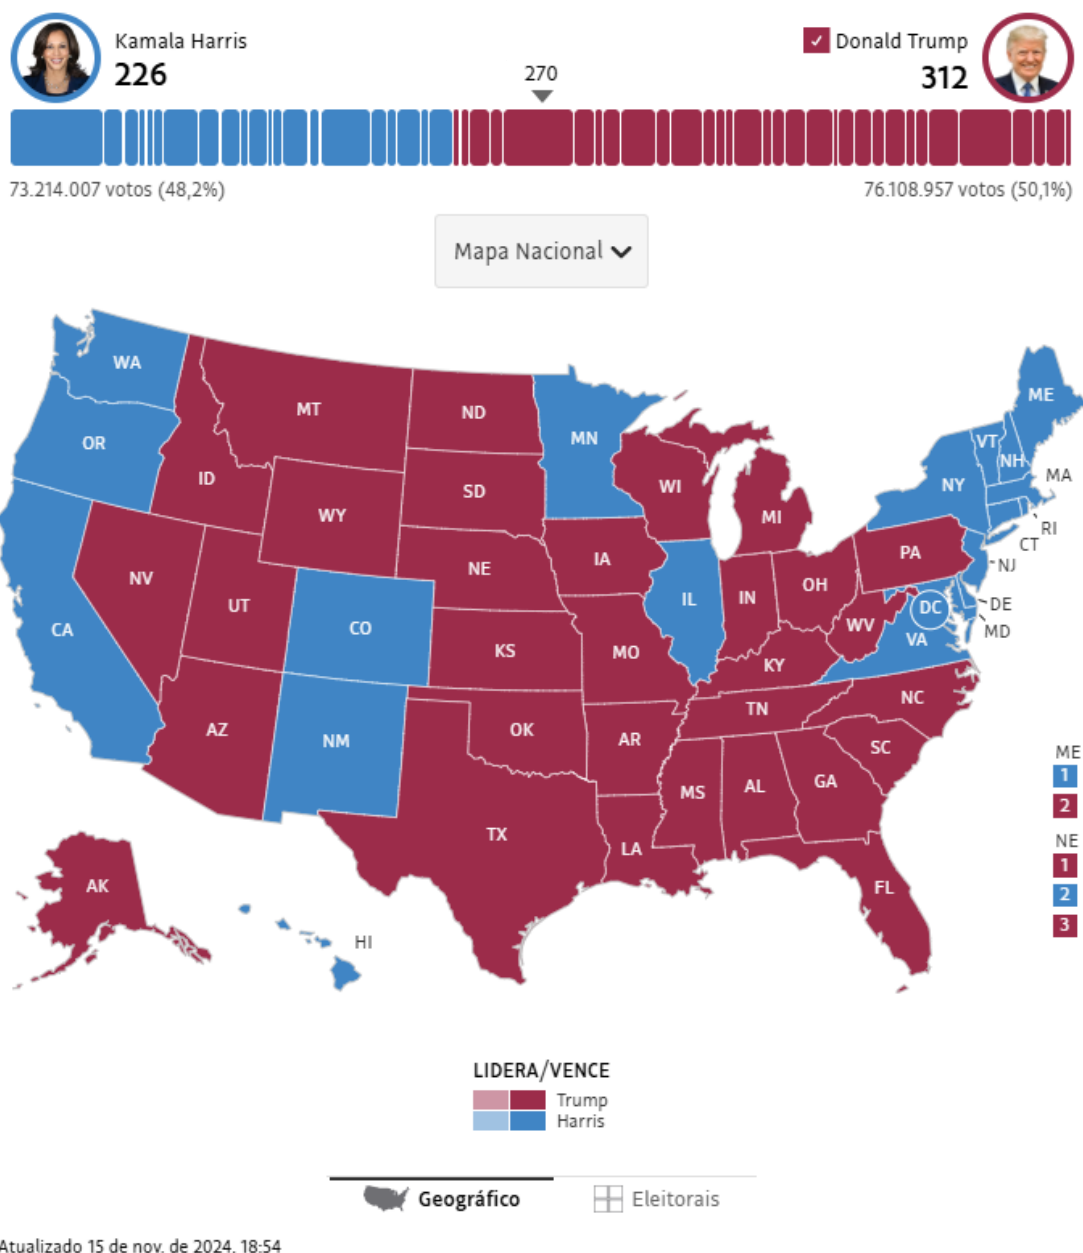 Kamala Harris
226
Donald Trump
312
270
73.214.007 votos (48,2%)
76.108.957 votos (50,1%)
Mapa Nacional
WA
MT
ND
MN
ME
OR
ID
SD
WI
MI
VT
NH
NY
MA
WY
RI
CT
NV
UT
NE
IA
PA
NJ
CA
CO
KS
MO
IL
IN
OH
WV
KY
VA
DC
DE
MD
AZ
NM
OK
AR
TN
NC
SC
TX
LA
MS
AL
GA
FL
AK
HI
ME
1
2
NE
1
2
3
LIDERA/VENCE
Trump
Harris
Geográfico
Eleitorais
Atualizado 15 de nov. de 2024, 18:54